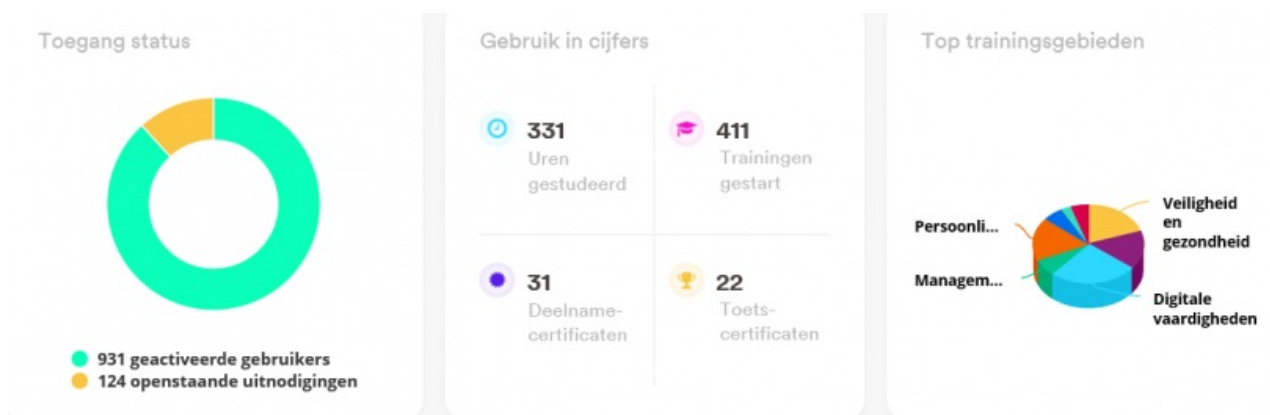 Toegang status
931 geactiveerde gebruikers
124 openstaande uitnodigingen
Gebruik in cijfers
331
Uren
gestudeerd
411
Trainingen
gestart
31
Deelname-
certificaten
22
Toets-
certificaten
Top trainingsgebieden
Persoonli...
Managem...
Veiligheid
en
gezondheid
Digitale
vaardigheden